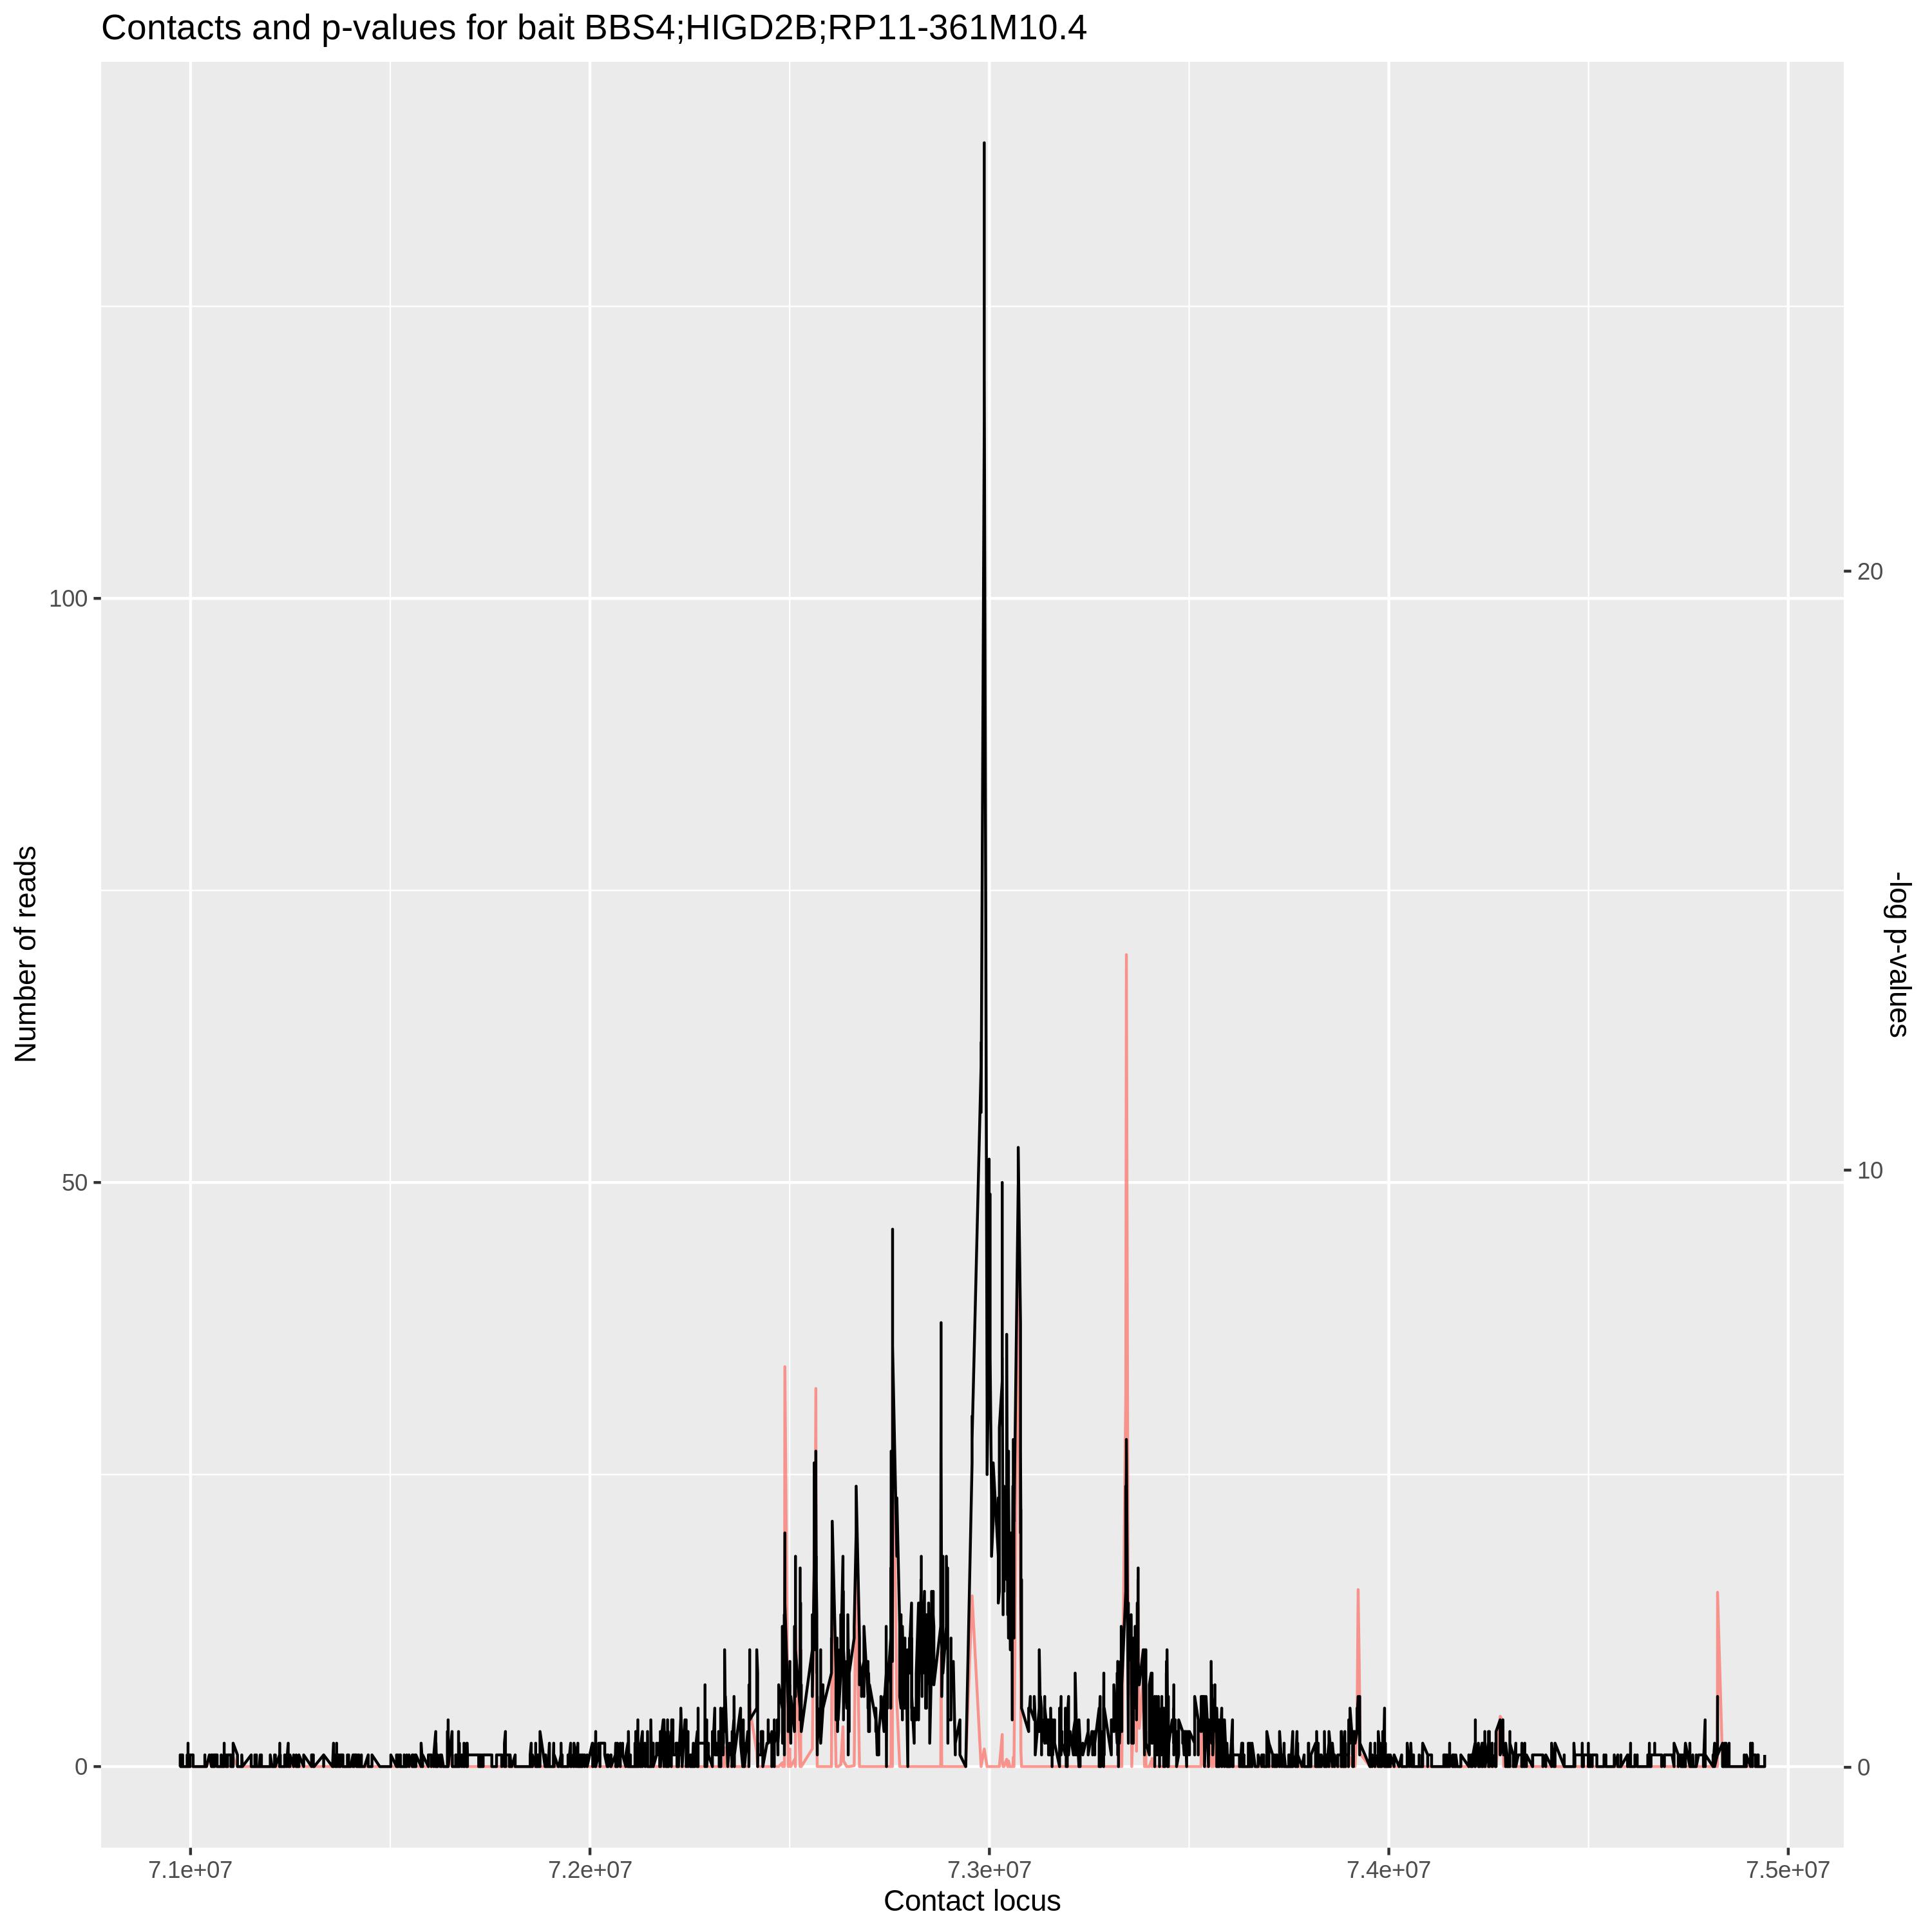 Contacts and p-values for bait BBS4;HIGD2B;RP11-361M10.4
Number of reads
100
50
0
20
10
0
-log p-values
7.1e+07 7.2e+07 7.3e+07 7.4e+07 7.5e+07
Contact locus